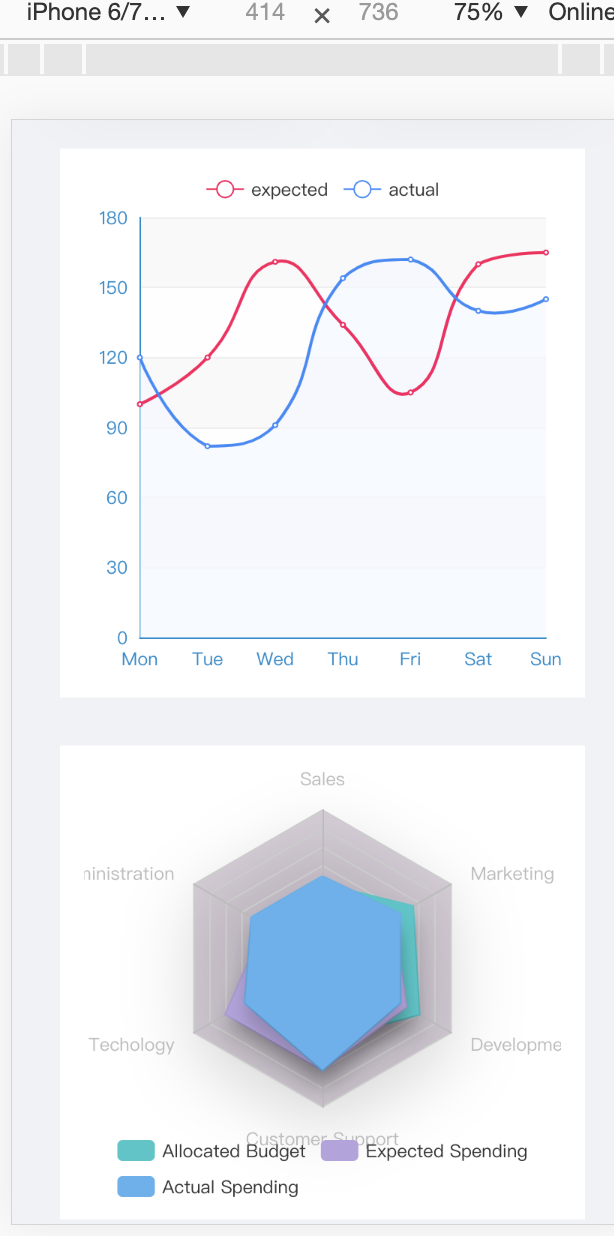 iPhone 6/7... ▼ 414 × 736 75% ▼ Online
expected actual
180
150
120
90
60
30
0
Mon Tue Wed Thu Fri Sat Sun
Sales
ninistration Marketing
Techology Developme
Customer Support
Allocated Budget Expected Spending
Actual Spending